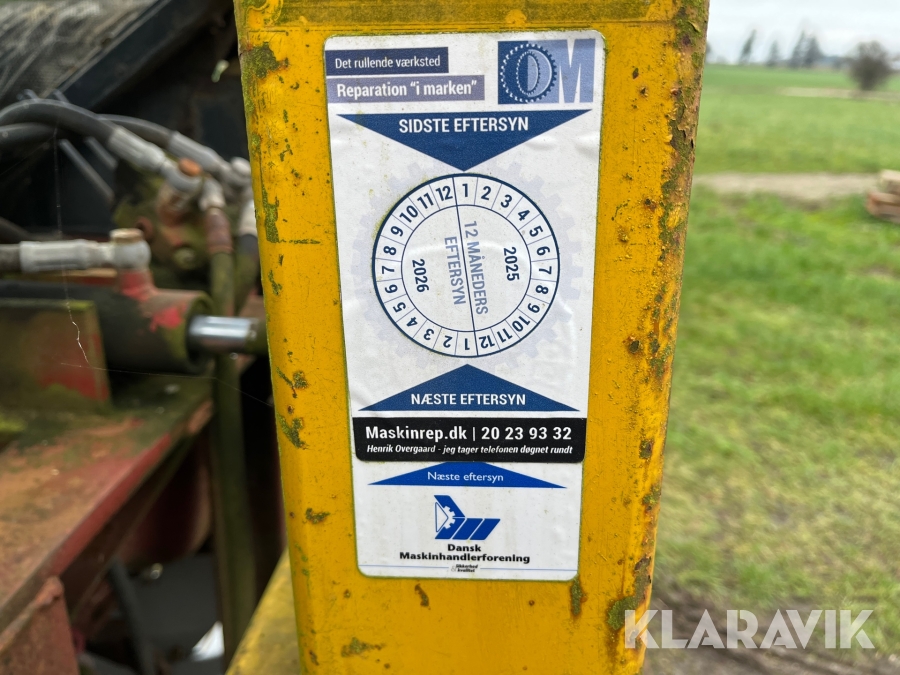 Det rullende værksted
Reparation "i marken"
M
SIDSTE EFTERSYN
1 2 3 4 5 6 7 8 9 10 11 12
2025
12 MÅNEDERS
EFTERSYN
2026
1 2 3 4 5 6 7 8 9 10 11 12
NÆSTE EFTERSYN
Maskinrep.dk | 20 23 93 32
Henrik Overgaard - jeg tager telefonen døgnet rundt
Næste eftersyn
Dansk
Maskinhandlerforening
sikkerhed
& kvalitet
KLARAVIK